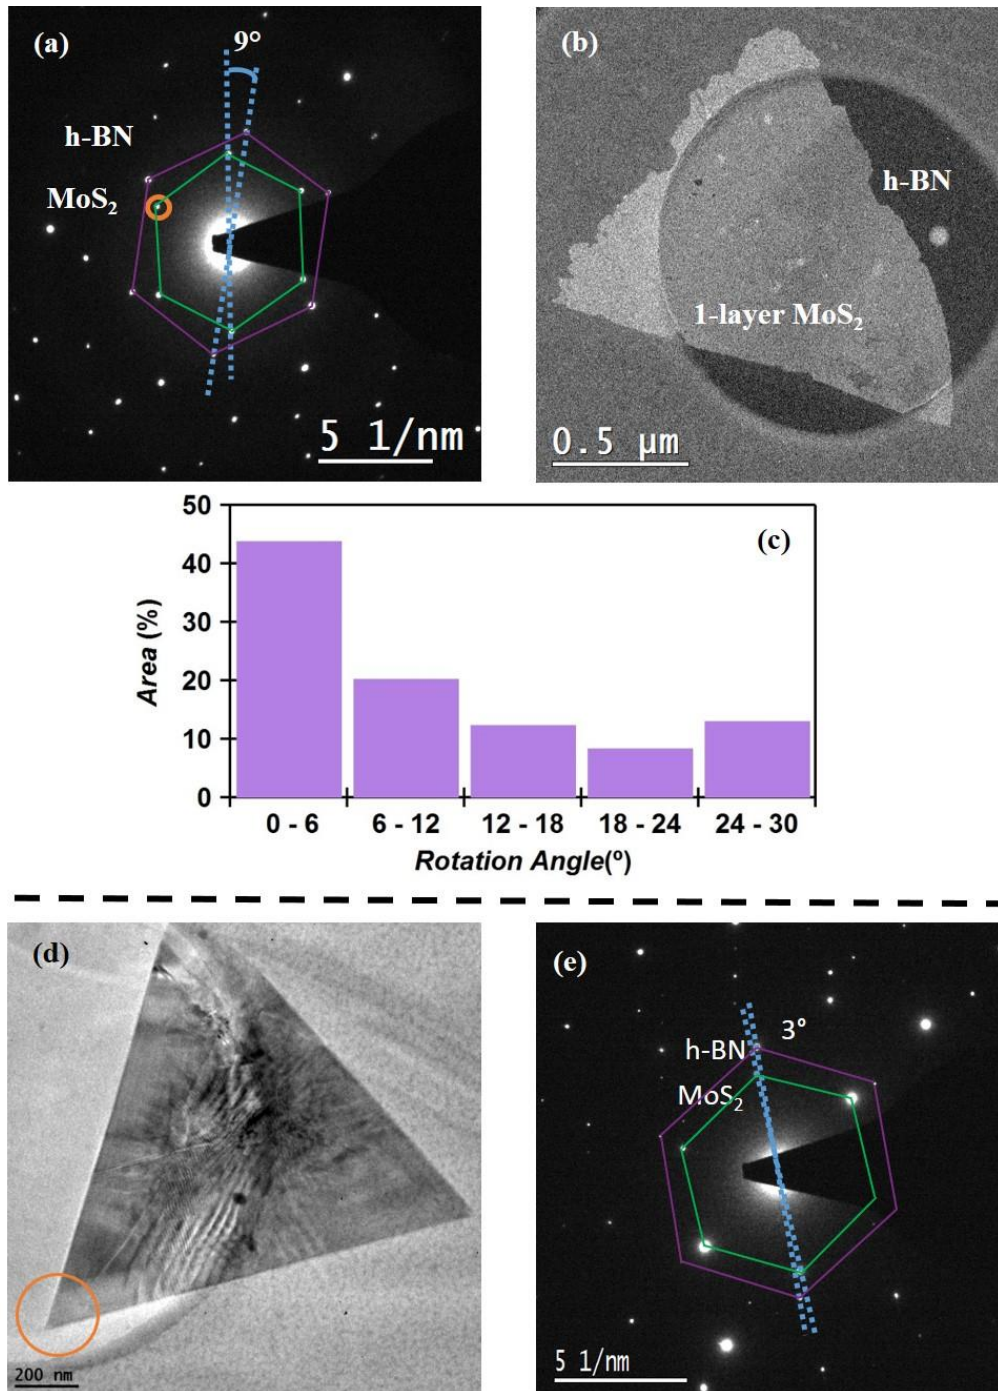 (a)
9°
h-BN
MoS₂
5 1/nm
(b)
h-BN
1-layer MoS₂
0.5 µm
(c)
50
40
30
20
10
0
Area (%)
0 - 6
6 - 12
12 - 18
18 - 24
24 - 30
Rotation Angle(º)
(d)
200 nm
(e)
3°
h-BN
MoS₂
5 1/nm